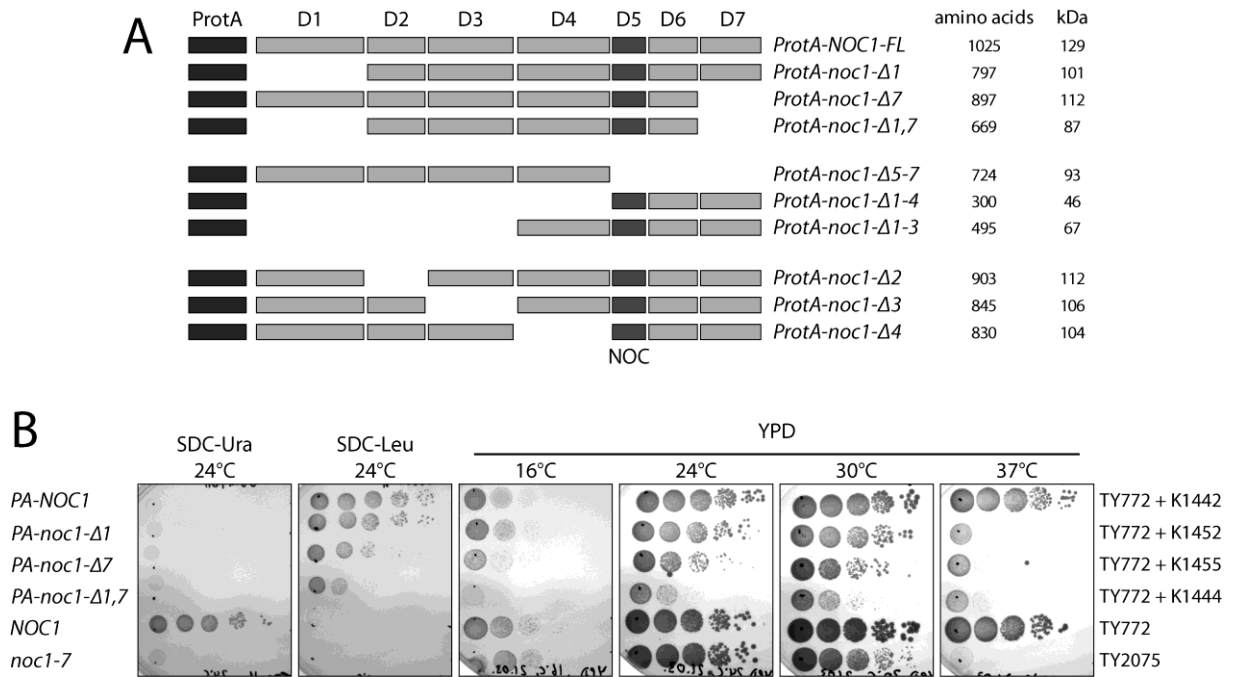 A
ProtA D1 D2 D3 D4 D5 D6 D7 amino acids kDa
ProtA-NOC1-FL 1025 129
ProtA-noc1-Δ1 797 101
ProtA-noc1-Δ7 897 112
ProtA-noc1-Δ1,7 669 87
ProtA-noc1-Δ5-7 724 93
ProtA-noc1-Δ1-4 300 46
ProtA-noc1-Δ1-3 495 67
ProtA-noc1-Δ2 903 112
ProtA-noc1-Δ3 845 106
ProtA-noc1-Δ4 830 104
NOC
B
SDC-Ura SDC-Leu YPD
24°C 24°C 16°C 24°C 30°C 37°C
PA-NOC1 TY772 + K1442
PA-noc1-Δ1 TY772 + K1452
PA-noc1-Δ7 TY772 + K1455
PA-noc1-Δ1,7 TY772 + K1444
NOC1 TY772
noc1-7 TY2075